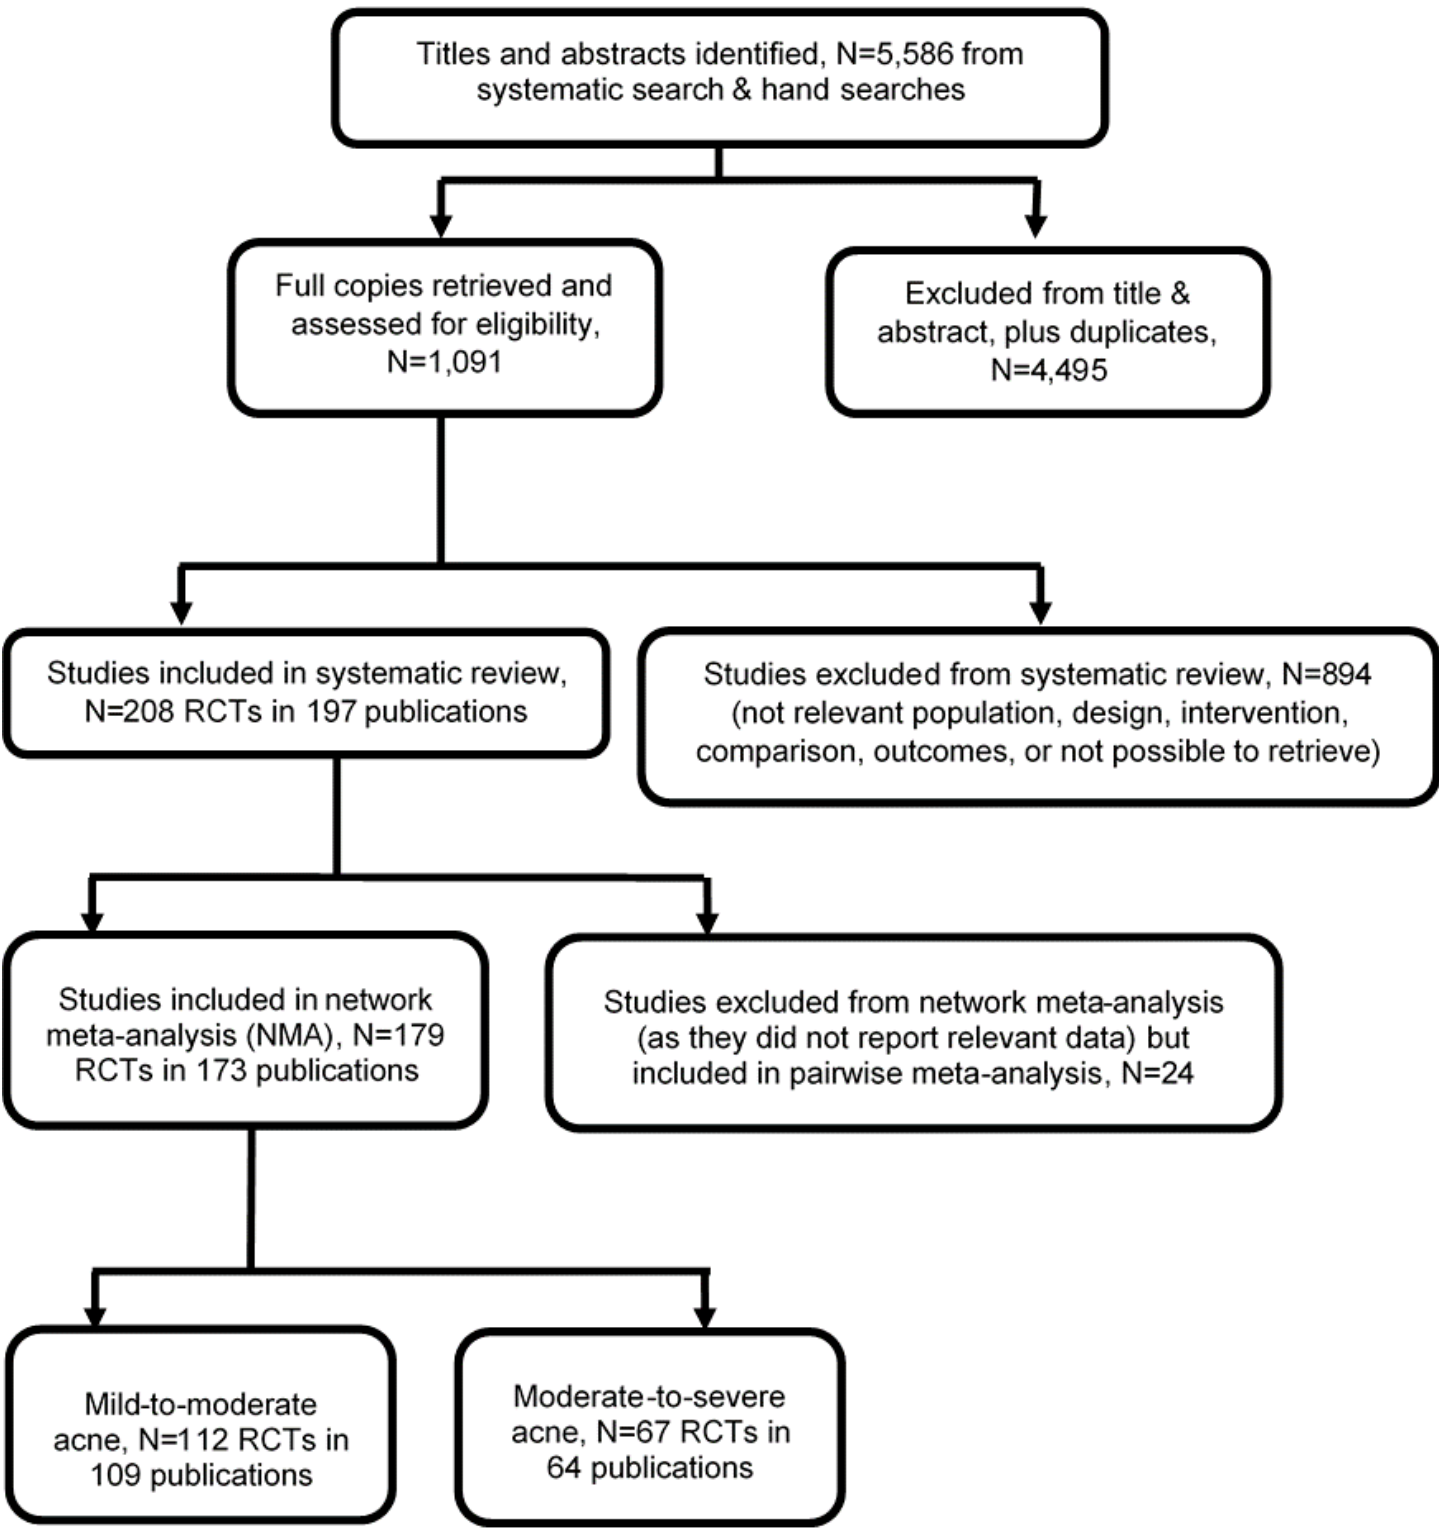 Titles and abstracts identified, N=5,586 from
systematic search & hand searches
Full copies retrieved and
assessed for eligibility,
N=1,091
Excluded from title &
abstract, plus duplicates,
N=4,495
Studies included in systematic review,
N=208 RCTs in 197 publications
Studies excluded from systematic review, N=894
(not relevant population, design, intervention,
comparison, outcomes, or not possible to retrieve)
Studies included in network
meta-analysis (NMA), N=179
RCTs in 173 publications
Studies excluded from network meta-analysis
(as they did not report relevant data) but
included in pairwise meta-analysis, N=24
Mild-to-moderate
acne, N=112 RCTs in
109 publications
Moderate-to-severe
acne, N=67 RCTs in
64 publications